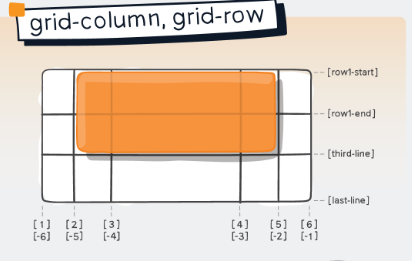 grid-column, grid-row
[row1-start]
[row1-end]
[third-line]
[last-line]
[1] [2] [3] [4] [5] [6]
[-6] [-5] [-4] [-3] [-2] [-1]